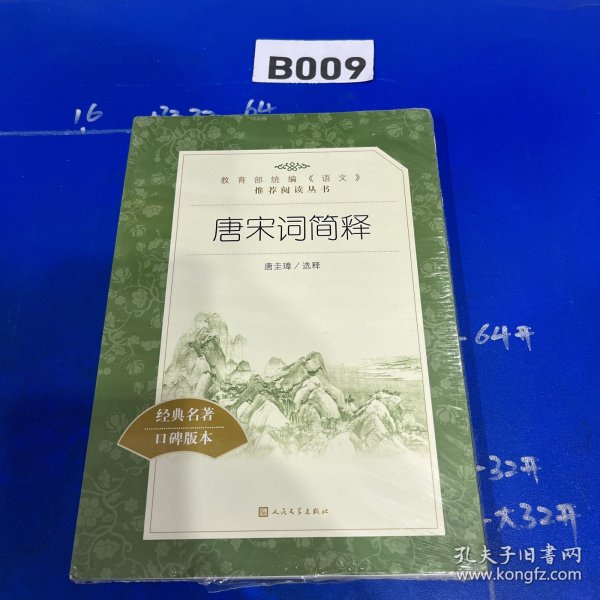 B009
16
64
教育部统编《语文》
推荐阅读丛书
唐宋词简释
唐圭璋/选释
64开
经典名著
口碑版本
32开
大32开
人民文学出版社
孔夫子旧书网
www.kongfz.com